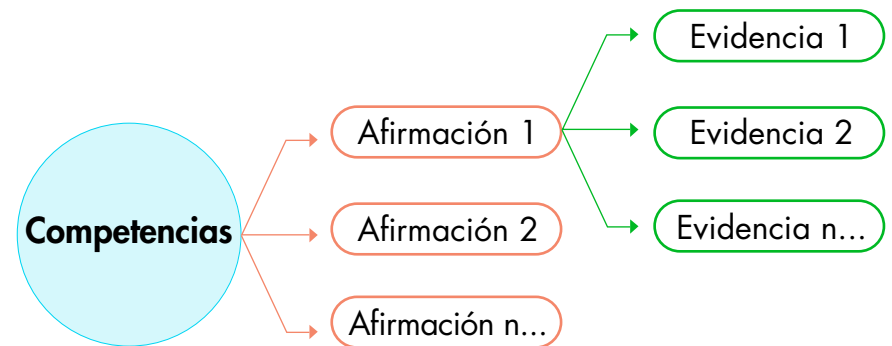 Competencias
Afirmación 1
Afirmación 2
Afirmación n...
Evidencia 1
Evidencia 2
Evidencia n...